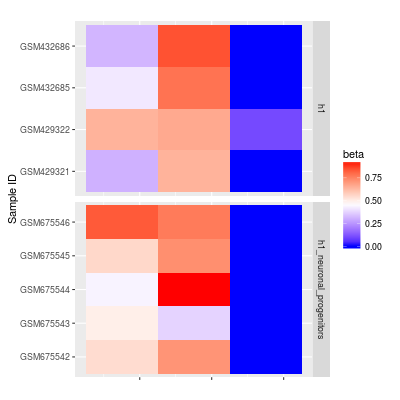 GSM432686
GSM432685
GSM429322
GSM429321
h1
GSM675546
GSM675545
GSM675544
GSM675543
GSM675542
h1_neuronal_progenitors
Sample ID
beta
0.75
0.50
0.25
0.00